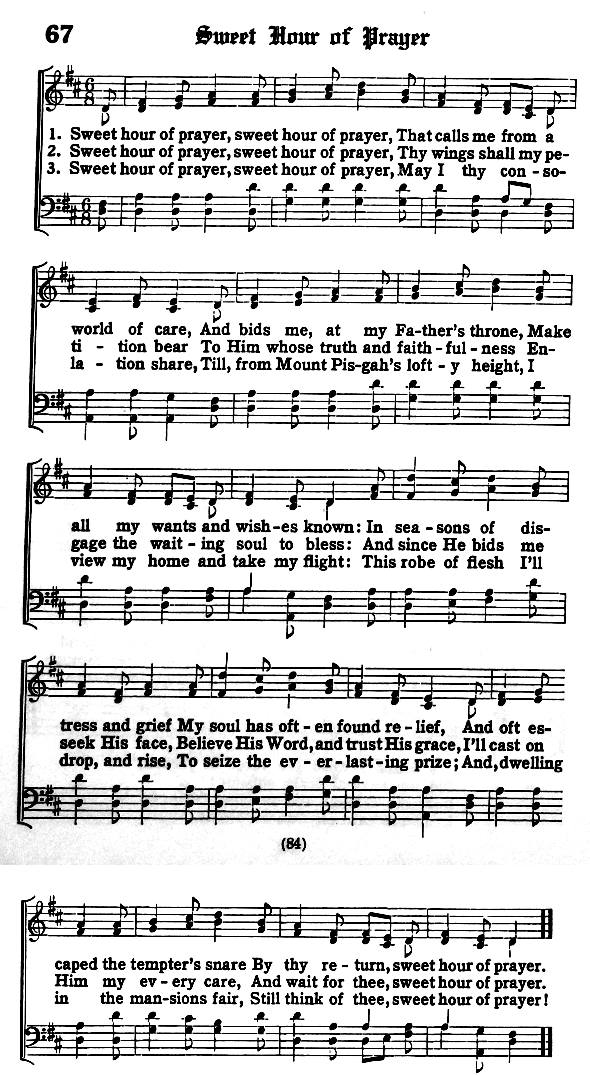 67
Sweet Hour of Prayer
1. Sweet hour of prayer, sweet hour of prayer, That calls me from a
2. Sweet hour of prayer, sweet hour of prayer, Thy wings shall my pe-
3. Sweet hour of prayer, sweet hour of prayer, May I thy con - so-
world of care, And bids me, at my Fa-ther's throne, Make
ti - tion bear To Him whose truth and faith - ful - ness En-
la - tion share, Till, from Mount Pis-gah's loft - y height, I
all my wants and wish-es known: In sea - sons of dis-
gage the wait - ing soul to bless: And since He bids me
view my home and take my flight: This robe of flesh I'll
tress and grief My soul has oft - en found re - lief, And oft es-
seek His face, Believe His Word, and trust His grace, I'll cast on
drop, and rise, To seize the ev - er - last - ing prize; And, dwelling
(84)
caped the tempter's snare By thy re - turn, sweet hour of prayer.
Him my ev - ery care, And wait for thee, sweet hour of prayer.
in the man-sions fair, Still think of thee, sweet hour of prayer!